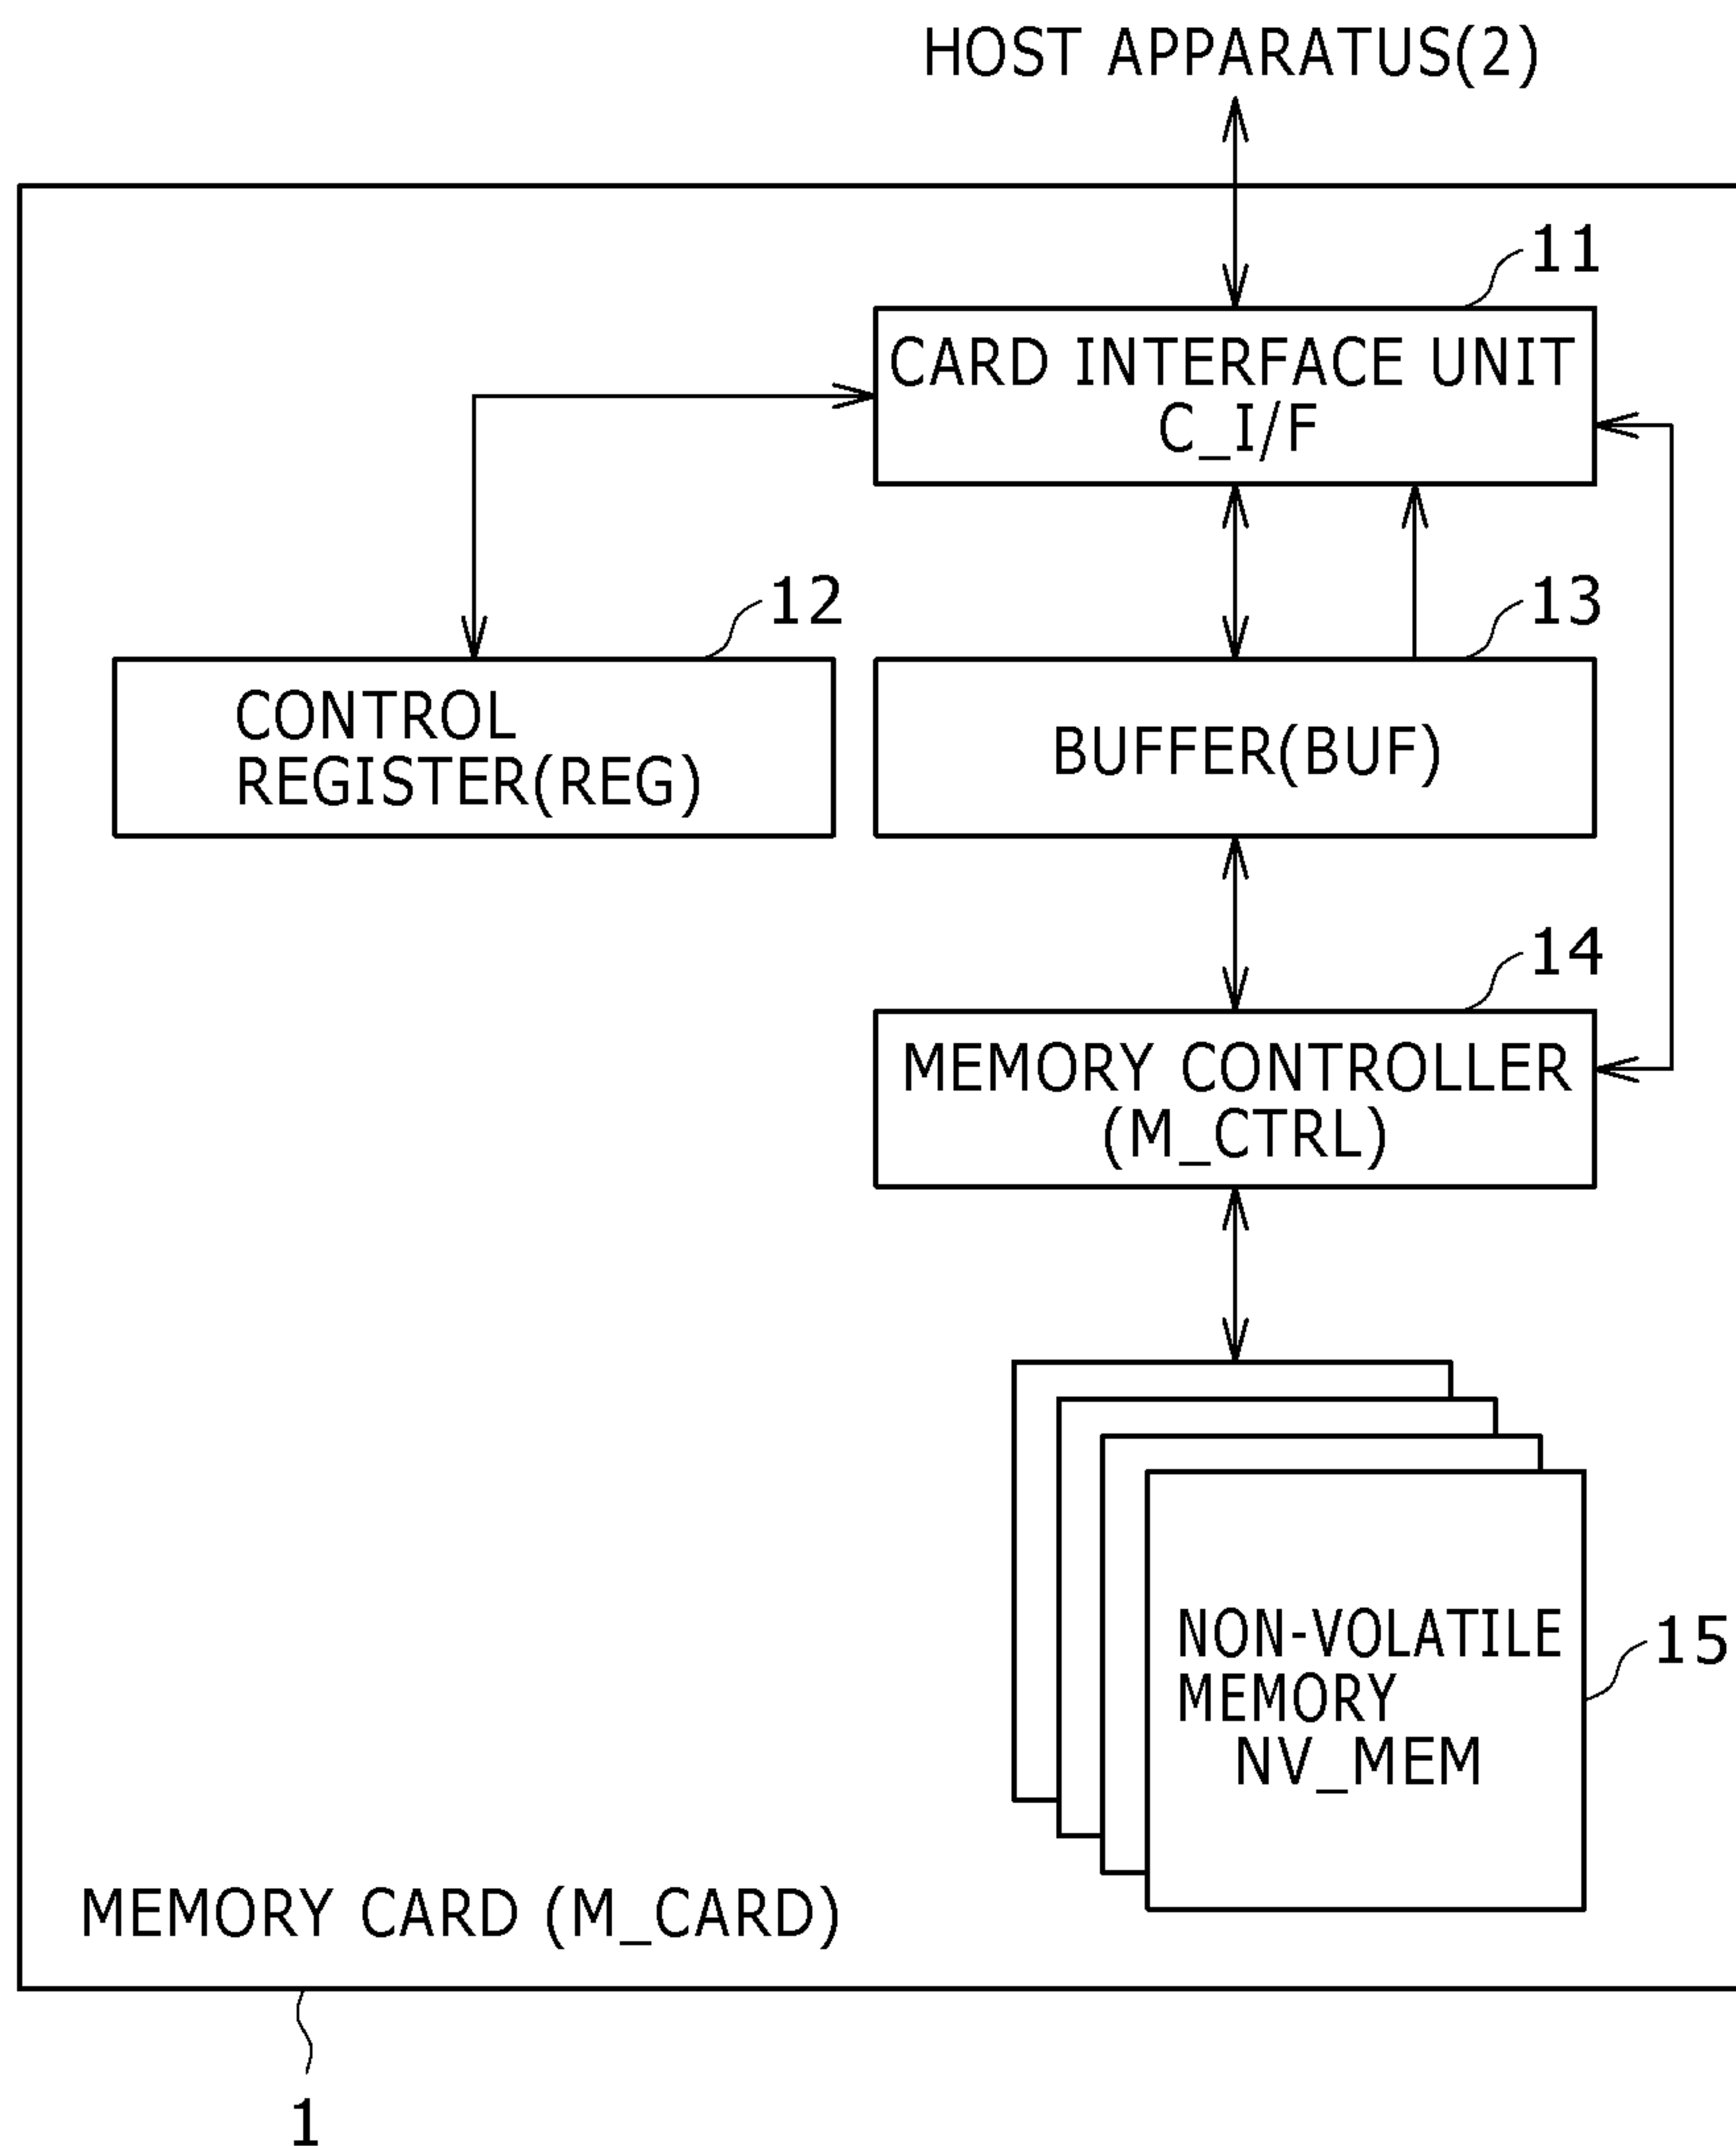 HOST APPARATUS(2)
11
CARD INTERFACE UNIT
C_I/F
12
13
CONTROL
REGISTER(REG)
BUFFER(BUF)
14
MEMORY CONTROLLER
(M_CTRL)
NON-VOLATILE
MEMORY
NV_MEM
15
MEMORY CARD (M_CARD)
1